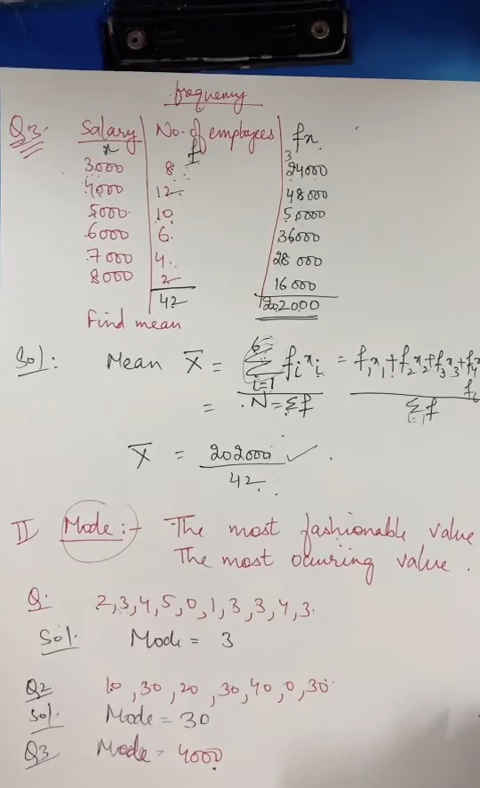 frequency
Q3. Salary No. of employees fx
x f
3000 8 24000
4000 12 48000
5000 10 50000
6000 6 36000
7000 4 28000
8000 2 16000
42 202000
Find mean
Sol: Mean X̄ = Σ fᵢxᵢ = f₁x₁+f₂x₂+f₃x₃+f₄x
i=1
= N = Σf Σf
X̄ = 202000
42
II Mode:- The most fashionable value
The most occuring value.
Q. 2,3,4,5,0,1,3,3,4,3.
Sol. Mode = 3
Q2 10, 30, 20, 30, 40, 0, 30.
Sol. Mode = 30
Q3 Mode = 4000